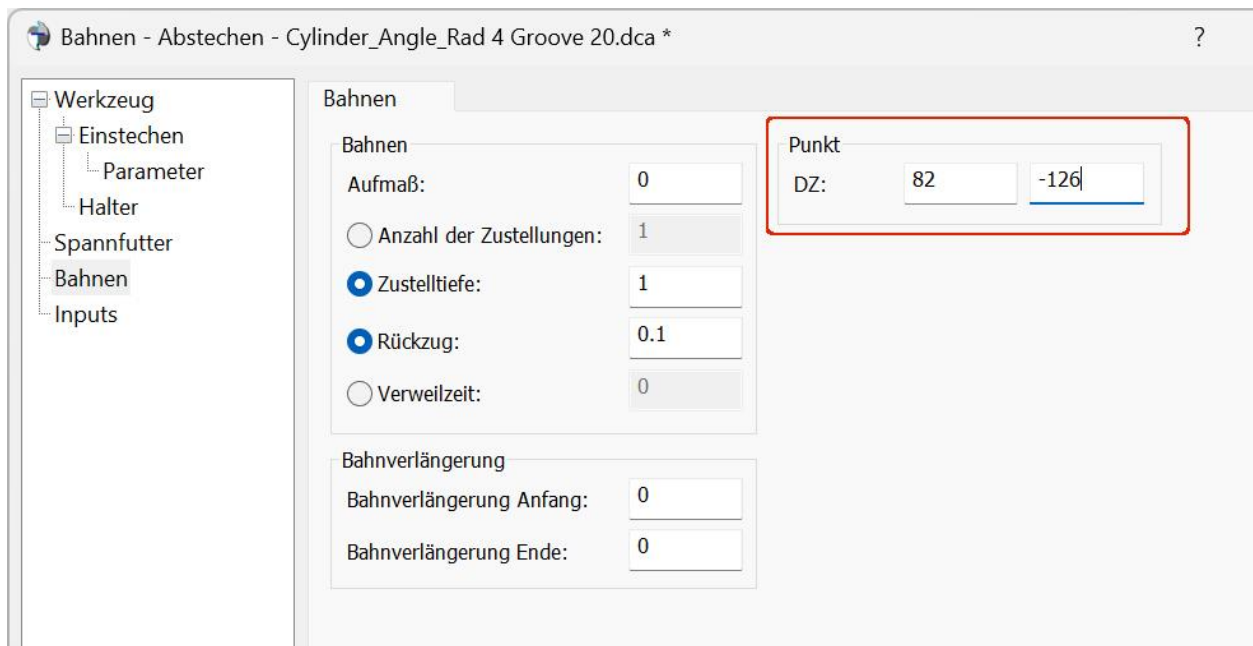 Bahnen - Abstechen - Cylinder_Angle_Rad 4 Groove 20.dca *
?
Werkzeug
Einstechen
Parameter
Halter
Spannfutter
Bahnen
Inputs
Bahnen
Bahnen
Aufmaß: 0
Anzahl der Zustellungen: 1
Zustelltiefe: 1
Rückzug: 0.1
Verweilzeit: 0
Bahnverlängerung
Bahnverlängerung Anfang: 0
Bahnverlängerung Ende: 0
Punkt
DZ: 82 -126